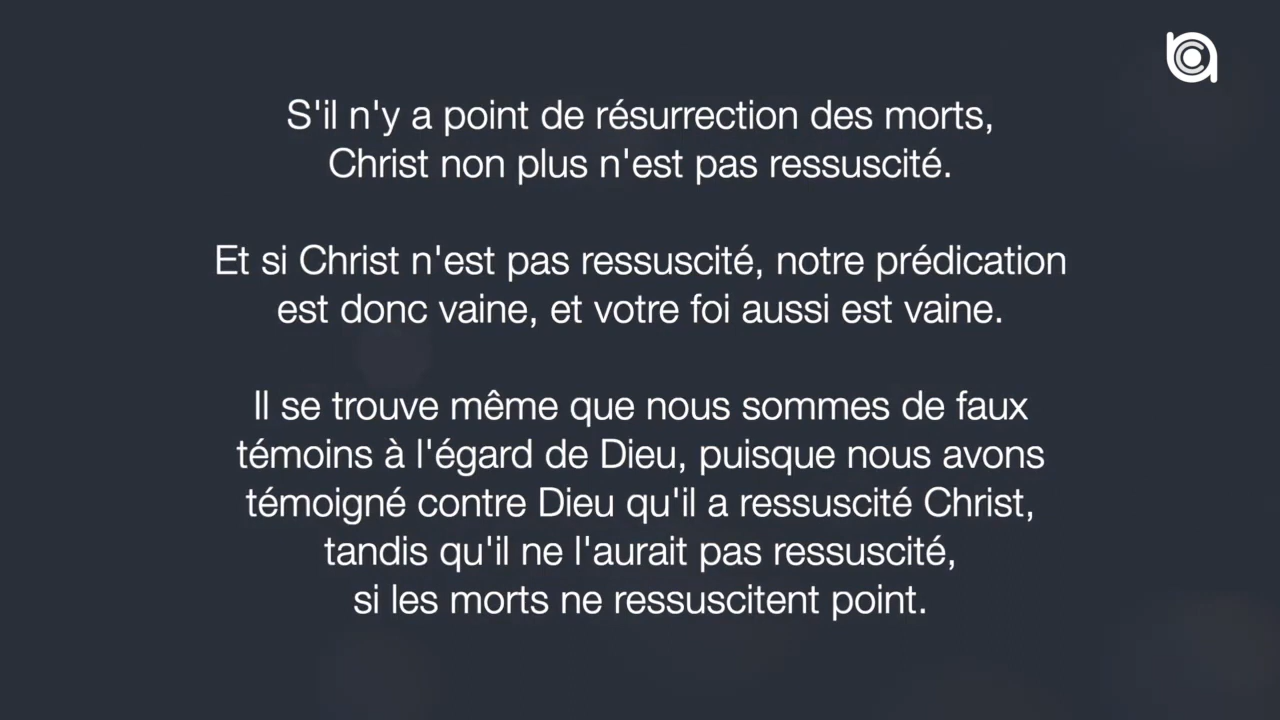 S'il n'y a point de résurrection des morts,
Christ non plus n'est pas ressuscité.
Et si Christ n'est pas ressuscité, notre prédication
est donc vaine, et votre foi aussi est vaine.
Il se trouve même que nous sommes de faux
témoins à l'égard de Dieu, puisque nous avons
témoigné contre Dieu qu'il a ressuscité Christ,
tandis qu'il ne l'aurait pas ressuscité,
si les morts ne ressuscitent point.